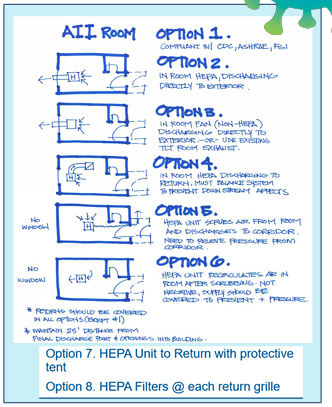 AII ROOM
OPTION 1.
COMPLIANT W/ CDC, ASHRAE, FGI
OPTION 2.
IN ROOM HEPA, DISCHARGING
DIRECTLY TO EXTERIOR.
H
OPTION 3.
IN ROOM FAN (NON-HEPA)
DISCHARGING DIRECTLY TO
EXTERIOR -OR- USE EXISTING
TLT ROOM EXHAUST.
OPTION 4.
IN ROOM HEPA DISCHARGING TO
RETURN. MUST BALANCE SYSTEM
TO PREVENT DOWN STREAM AFFECTS
H
OPTION 5.
HEPA UNIT SCRUBS AIR FROM ROOM
AND DISCHARGES TO CORRIDOR.
NEED TO RELIEVE PRESSURE FROM
CORRIDOR.
NO
WINDOW
H
OPTION 6.
HEPA UNIT RECIRCULATES AIR IN
ROOM AFTER SCRUBBING. NOT
NEGATIVE, SUPPLY SHOULD BE
COVERED TO PREVENT + PRESSURE.
NO
WINDOW
H
* RETURNS SHOULD BE COVERED
IN ALL OPTIONS (EXCEPT #1)
* MAINTAIN 25' DISTANCE FROM
FINAL DISCHARGE POINT & OPENINGS INTO BUILDING.
Option 7. HEPA Unit to Return with protective
tent
Option 8. HEPA Filters @ each return grille